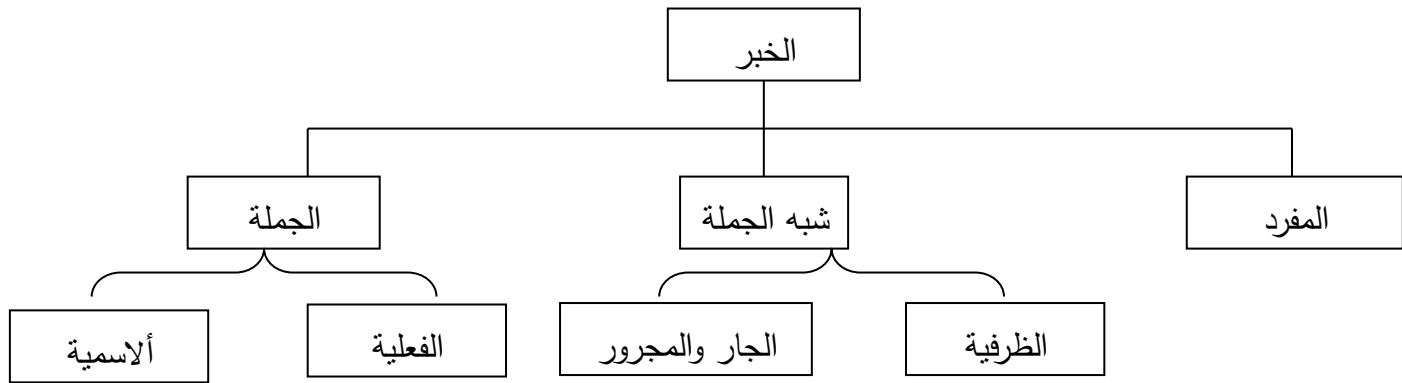 الخبر
المفرد
شبه الجملة
الجملة
الظرفية
الجار والمجرور
الفعلية
ألاسمية